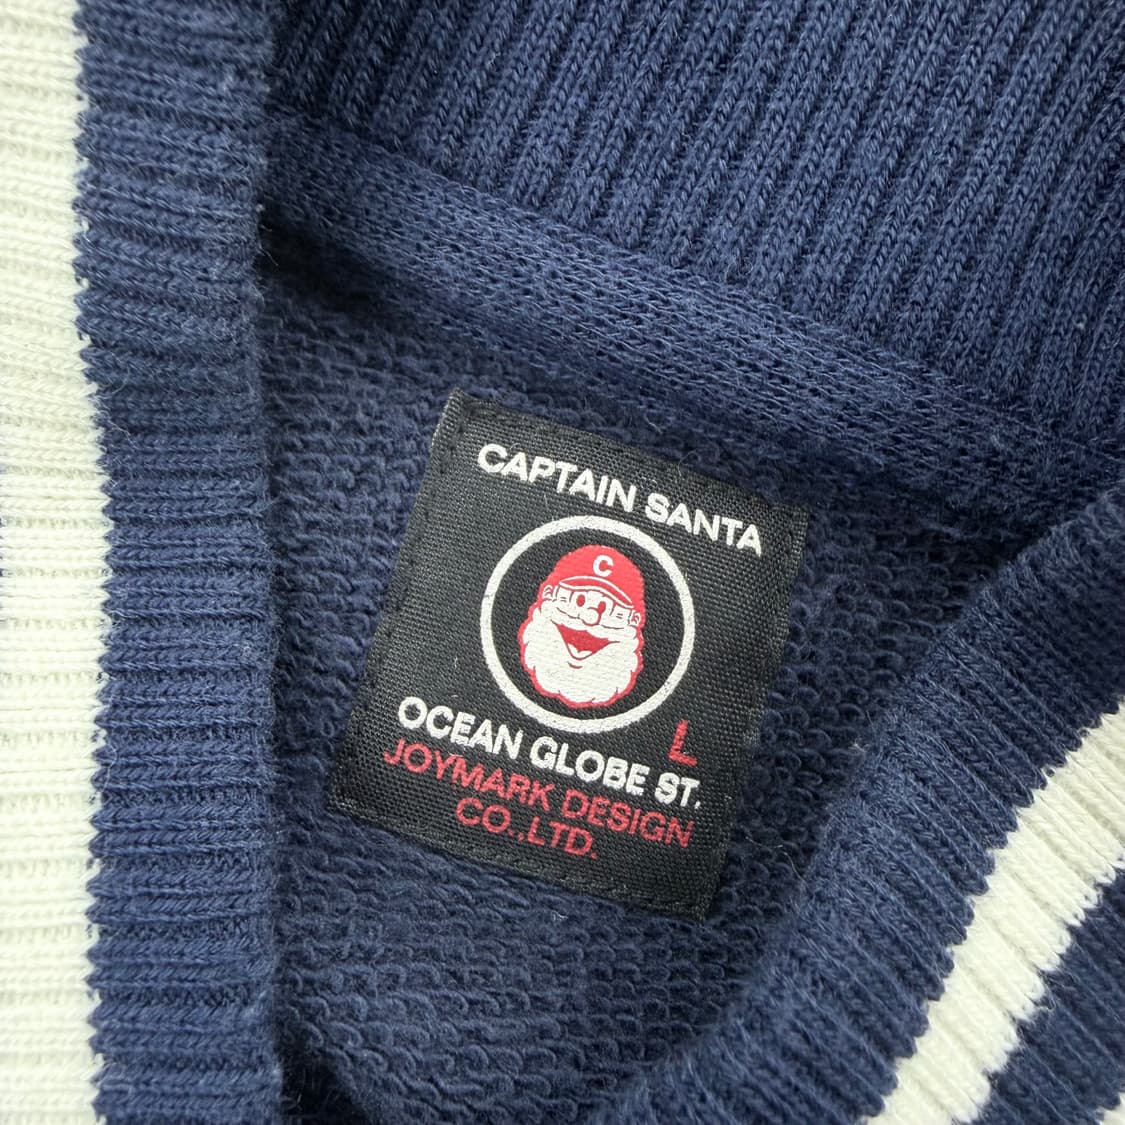 CAPTAIN SANTA
C
OCEAN GLOBE ST.
L
JOYMARK DESIGN
CO.,LTD.